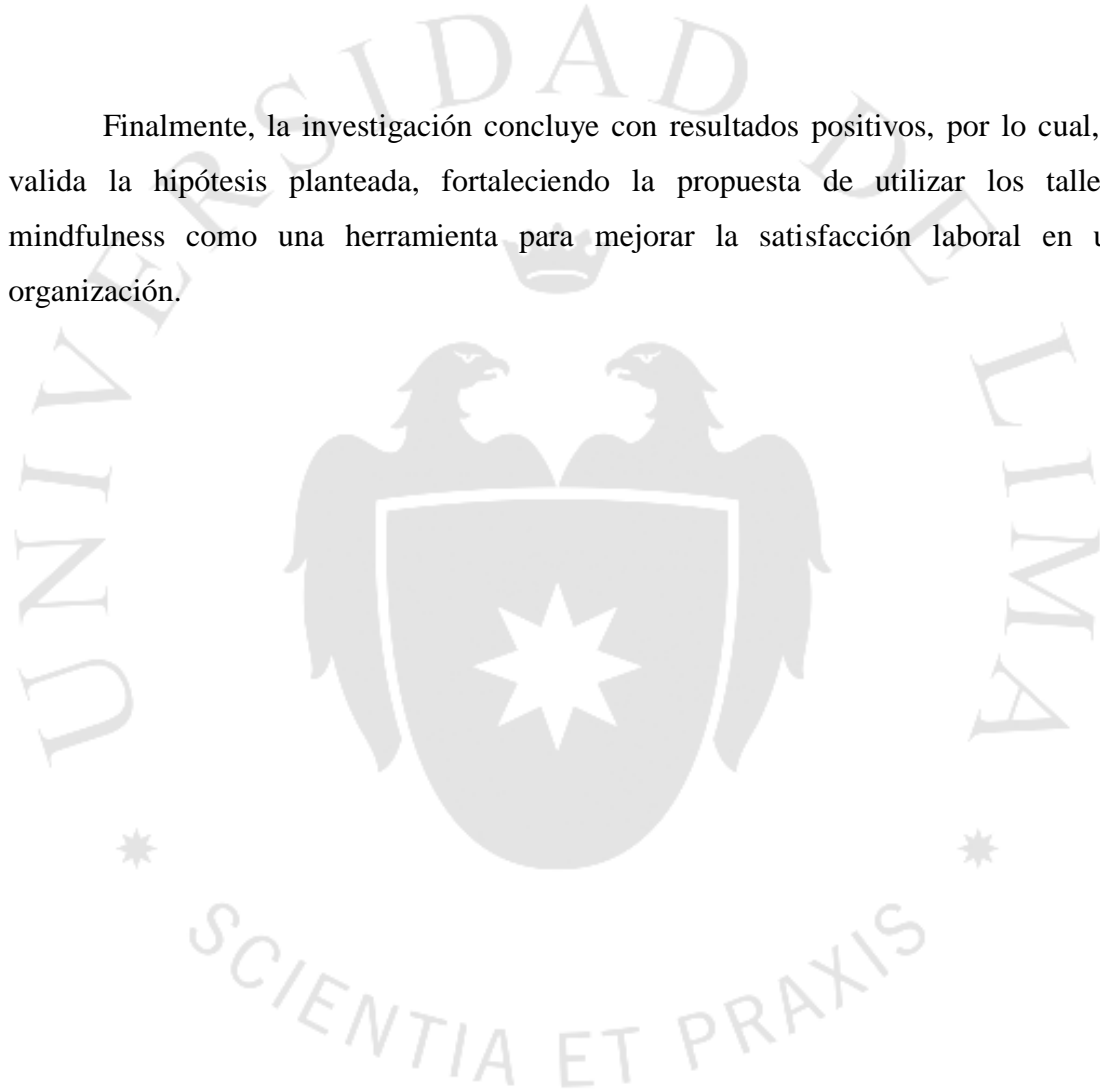 UNIVERSIDAD DE LIMA
Finalmente, la investigación concluye con resultados positivos, por lo cual,
valida la hipótesis planteada, fortaleciendo la propuesta de utilizar los
mindfulness como una herramienta para mejorar la satisfacción laboral en
organización.
SCIENTIA ET PRAXIS